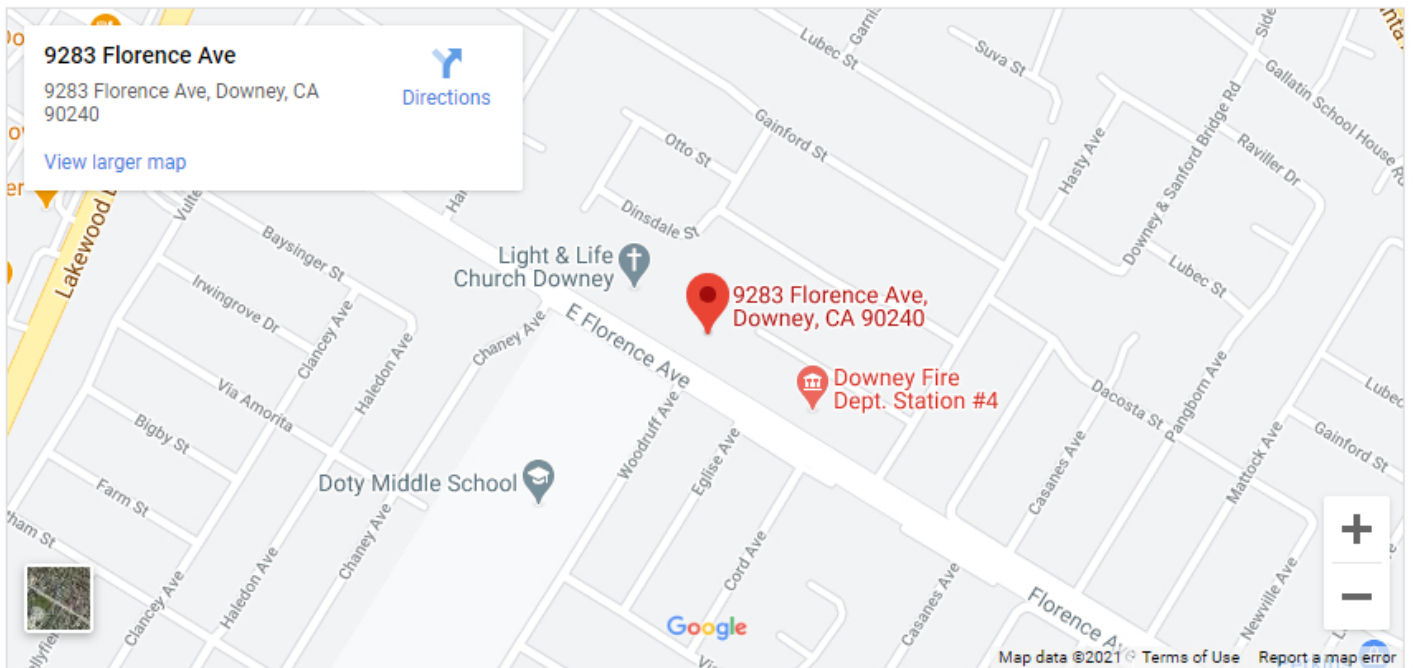 9283 Florence Ave
9283 Florence Ave, Downey, CA
90240
Directions
View larger map
Lakewood
Baysinger St
Irwingrove Dr
Clancey Ave
Haledon Ave
Via Amorita
Bigby St
Farm St
Chaney Ave
Clancey Ave
Haledon Ave
Chaney Ave
Otto St
Dinsdale St
Gainford St
Lubec St
Suva St
Hasty Ave
Downey & Sanford Bridge Rd
Gallatin School House
Raviller Dr
Lubec St
Light & Life
Church Downey
E Florence Ave
9283 Florence Ave,
Downey, CA 90240
Downey Fire
Dept. Station #4
Doty Middle School
Woodruff Ave
Eglise Ave
Cord Ave
Casanes Ave
Casanes Ave
Dacosta St
Pangborn Ave
Mattock Ave
Gainford St
Lubec
Newville Ave
Florence Ave
Google
Map data ©2021
Terms of Use
Report a map error